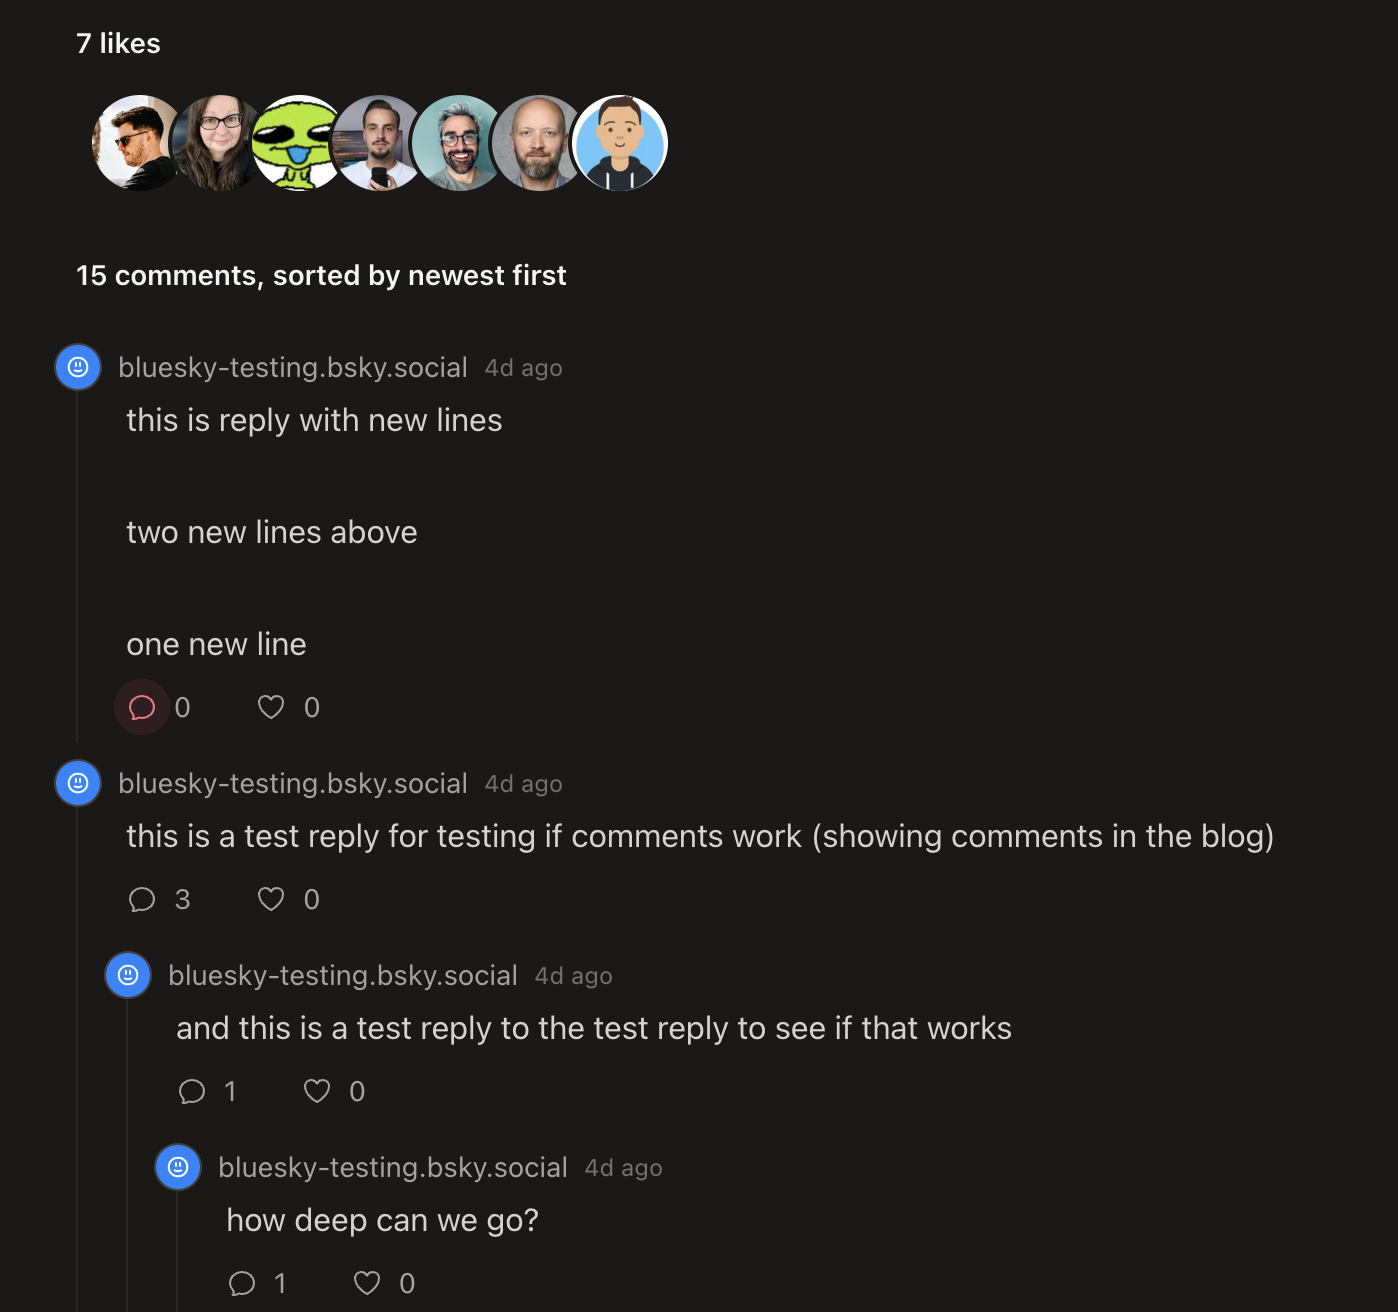 7 likes
15 comments, sorted by newest first
bluesky-testing.bsky.social 4d ago
this is reply with new lines
two new lines above
one new line
0 0
bluesky-testing.bsky.social 4d ago
this is a test reply for testing if comments work (showing comments in the blog)
3 0
bluesky-testing.bsky.social 4d ago
and this is a test reply to the test reply to see if that works
1 0
bluesky-testing.bsky.social 4d ago
how deep can we go?
1 0